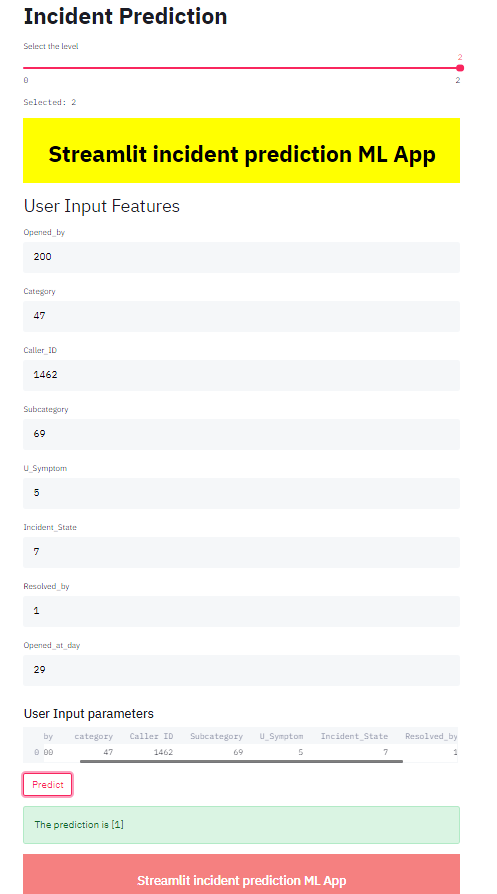 Incident Prediction
Select the level
2
0 2
Selected: 2
Streamlit incident prediction ML App
User Input Features
Opened_by
200
Category
47
Caller_ID
1462
Subcategory
69
U_Symptom
5
Incident_State
7
Resolved_by
1
Opened_at_day
29
User Input parameters
by category Caller ID Subcategory U_Symptom Incident_State Resolved_by
0 00 47 1462 69 5 7 1
Predict
The prediction is [1]
Streamlit incident prediction ML App